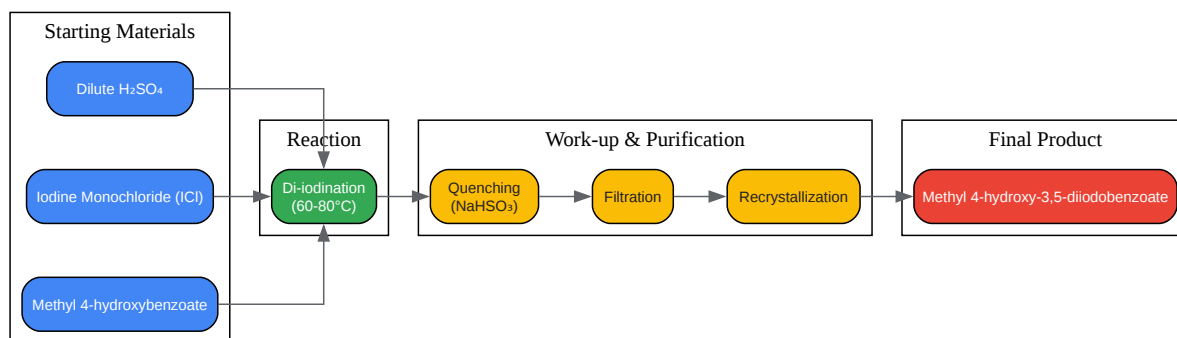 Starting Materials
Dilute H₂SO₄
Iodine Monochloride (ICl)
Methyl 4-hydroxybenzoate
Reaction
Di-iodination
(60-80°C)
Work-up & Purification
Quenching
(NaHSO₃)
Filtration
Recrystallization
Final Product
Methyl 4-hydroxy-3,5-diiodobenzoate